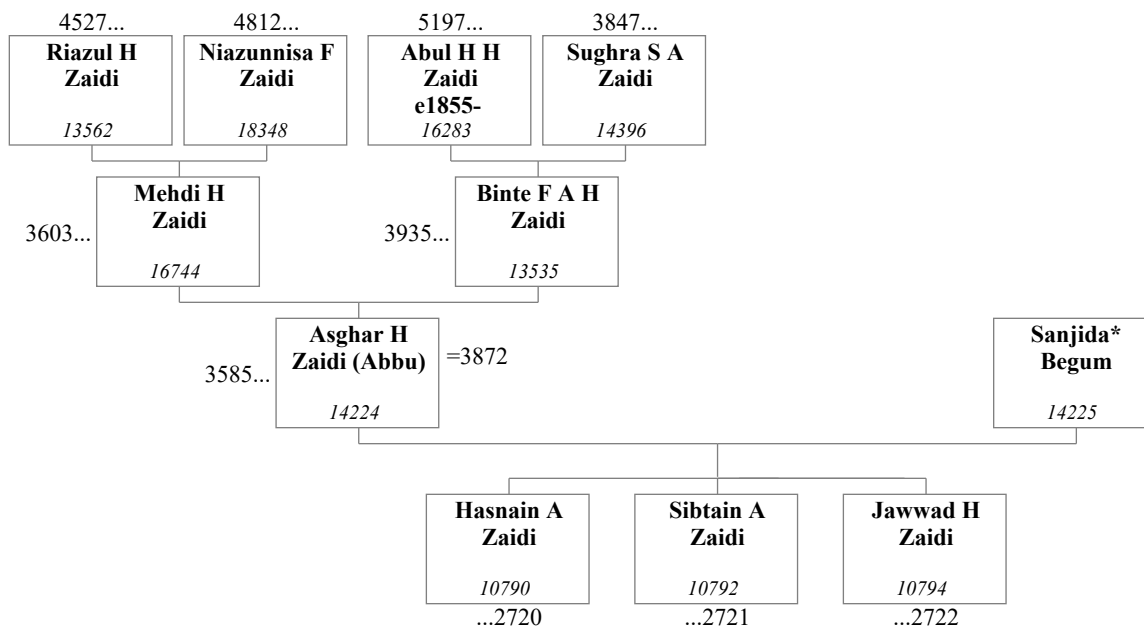 4527...
4812...
5197...
3847...
Riazul H
Zaidi
13562
Niazunnisa F
Zaidi
18348
Abul H H
Zaidi
e1855-
16283
Sughra S A
Zaidi
14396
3603...
Mehdi H
Zaidi
16744
3935...
Binte F A H
Zaidi
13535
3585...
Asghar H
Zaidi (Abbu)
14224
=3872
Sanjida*
Begum
14225
Hasnain A
Zaidi
10790
...2720
Sibtain A
Zaidi
10792
...2721
Jawwad H
Zaidi
10794
...2722